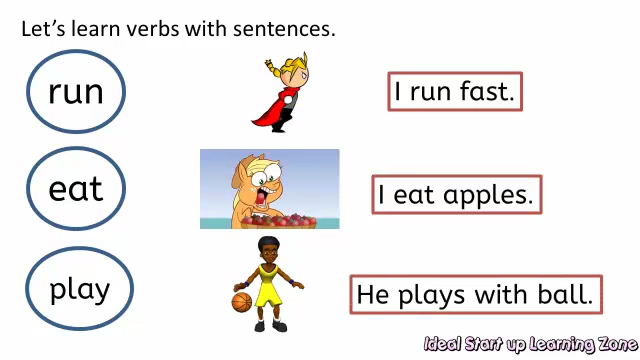 Let's learn verbs with sentences.
run
I run fast.
eat
I eat apples.
play
He plays with ball.
Ideal Start up Learning Zone